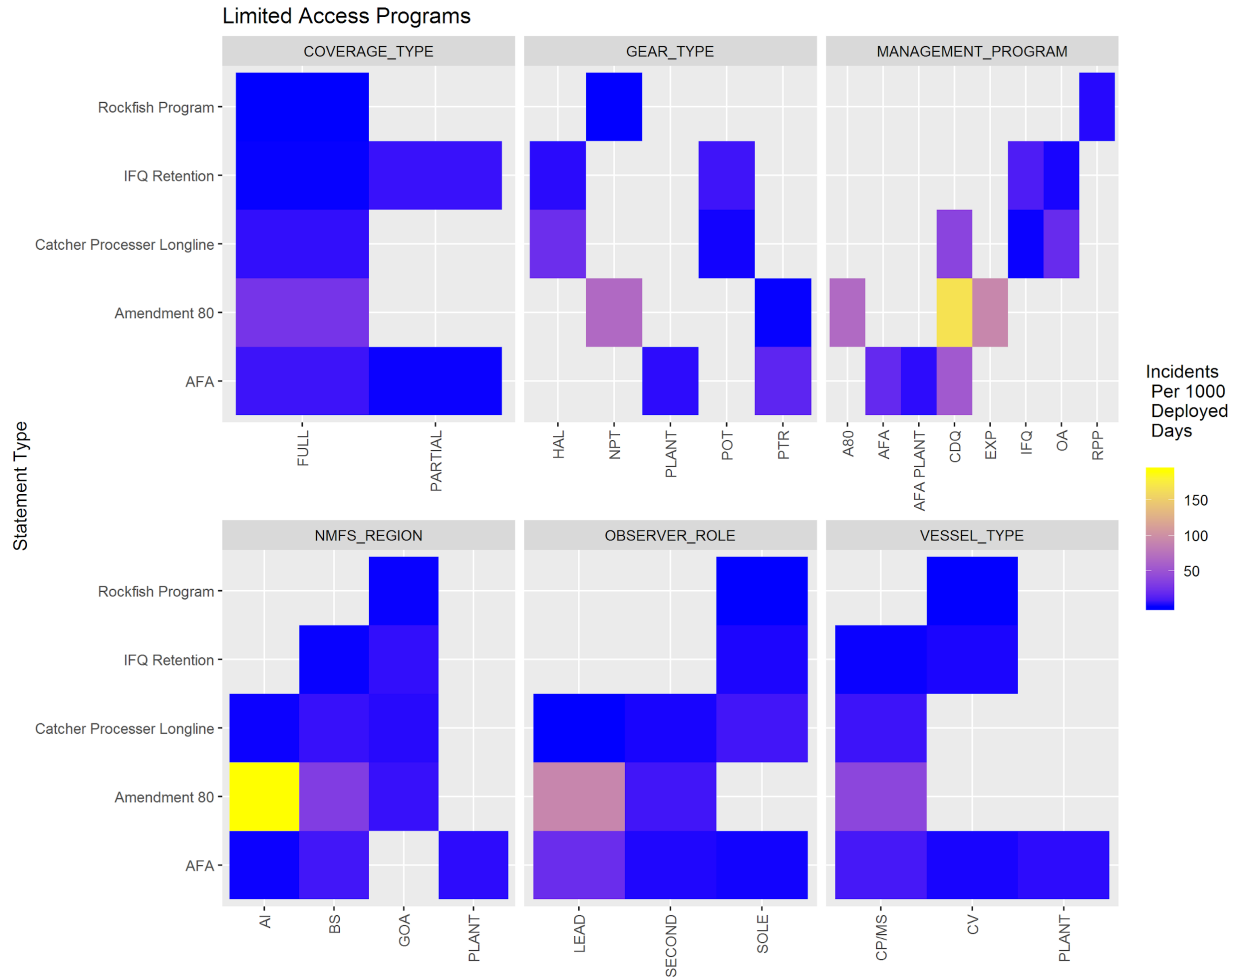 Limited Access Programs
COVERAGE_TYPE
GEAR_TYPE
MANAGEMENT_PROGRAM
Rockfish Program
IFQ Retention
Catcher Processer Longline
Amendment 80
AFA
FULL
PARTIAL
HAL
NPT
PLANT
POT
PTR
A80
AFA
AFA PLANT
CDQ
EXP
IFQ
OA
RPP
Statement Type
NMFS_REGION
OBSERVER_ROLE
VESSEL_TYPE
Rockfish Program
IFQ Retention
Catcher Processer Longline
Amendment 80
AFA
AI
BS
GOA
PLANT
LEAD
SECOND
SOLE
CP/MS
CV
PLANT
Incidents
Per 1000
Deployed
Days
150
100
50